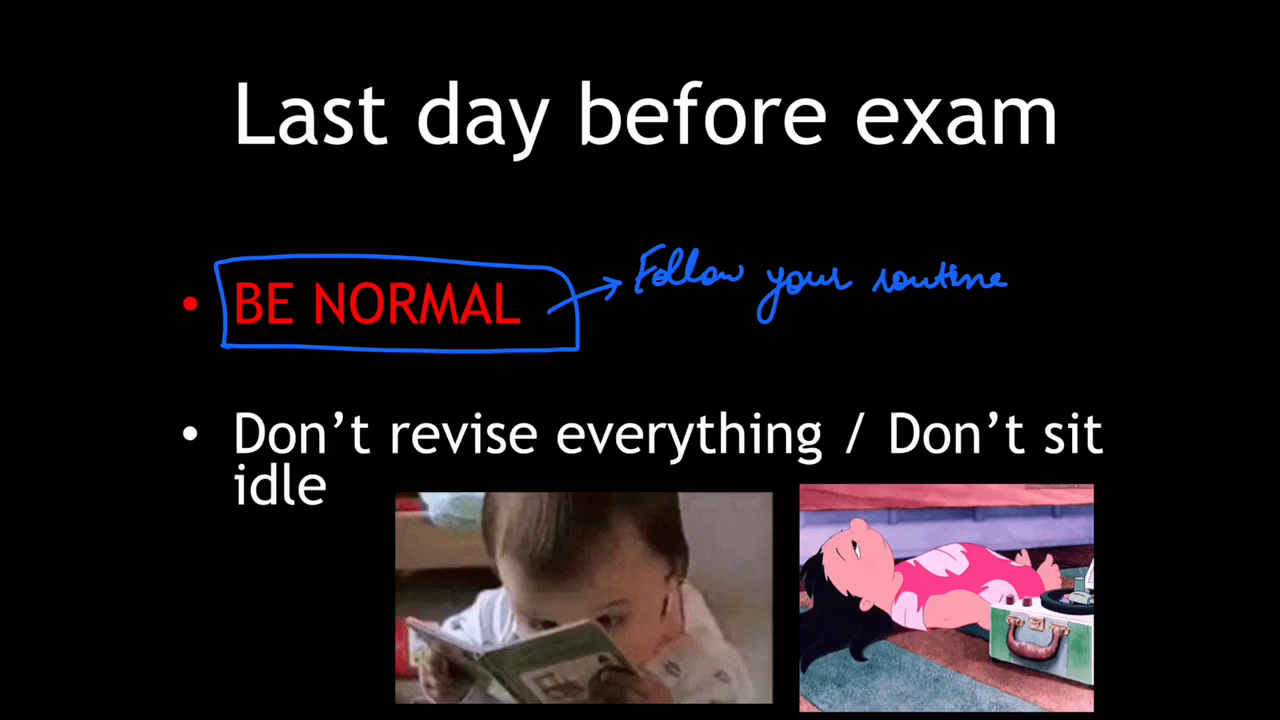 Last day before exam
• BE NORMAL → Follow your routine
• Don’t revise everything / Don’t sit
idle